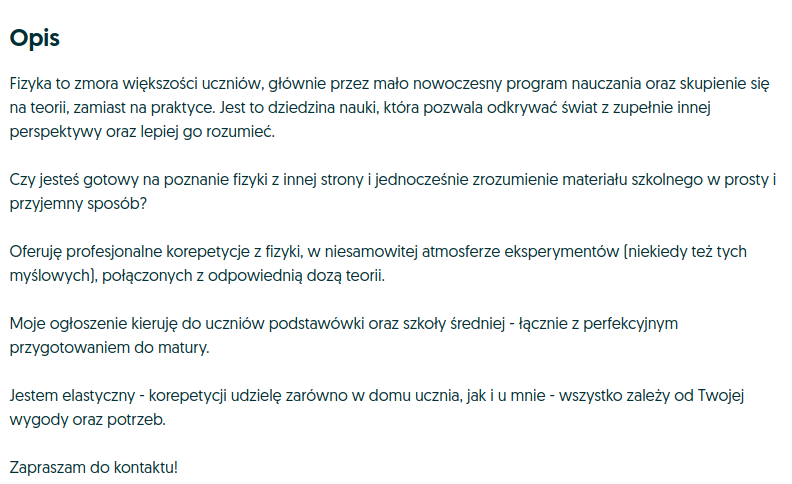 Opis
Fizyka to zmora większości uczniów, głównie przez mało nowoczesny program nauczania oraz skupienie się
na teorii, zamiast na praktyce. Jest to dziedzina nauki, która pozwala odkrywać świat z zupełnie innej
perspektywy oraz lepiej go rozumieć.
Czy jesteś gotowy na poznanie fizyki z innej strony i jednocześnie zrozumienie materiału szkolnego w prosty i
przyjemny sposób?
Oferuję profesjonalne korepetycje z fizyki, w niesamowitej atmosferze eksperymentów (niekiedy też tych
myślowych), połączonych z odpowiednią dozą teorii.
Moje ogłoszenie kieruję do uczniów podstawówki oraz szkoły średniej - łącznie z perfekcyjnym
przygotowaniem do matury.
Jestem elastyczny - korepetycji udzielę zarówno w domu ucznia, jak i u mnie - wszystko zależy od Twojej
wygody oraz potrzeb.
Zapraszam do kontaktu!